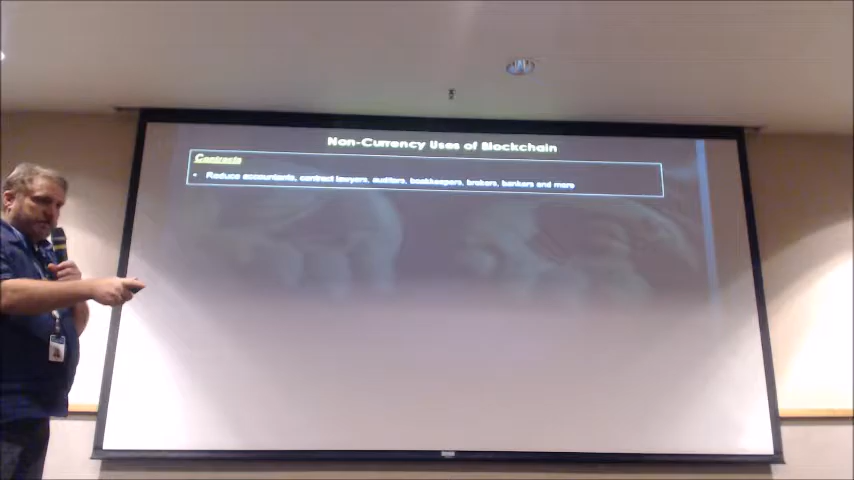 Non-Currency Uses of Blockchain
Contracts
• Reduce accountants, contract lawyers, auditors, bookkeepers, brokers, bankers and more